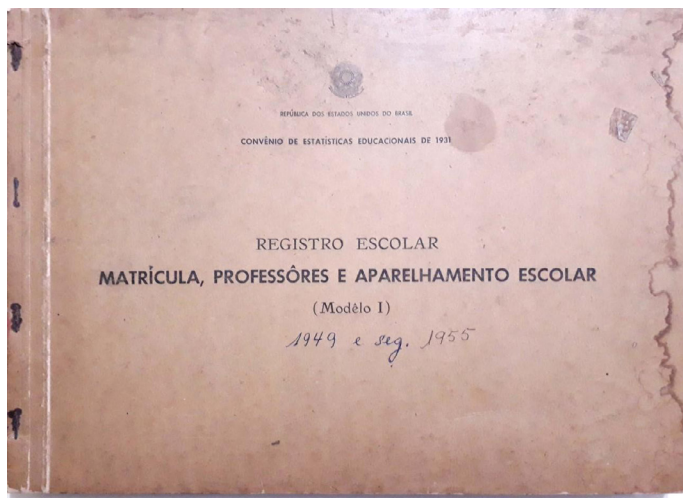 REPÚBLICA DOS ESTADOS UNIDOS DO BRASIL
CONVÊNIO DE ESTATÍSTICAS EDUCACIONAIS DE 1931
REGISTRO ESCOLAR
MATRÍCULA, PROFESSÔRES E APARELHAMENTO ESCOLAR
(Modêlo I)
1949 e seg. 1955